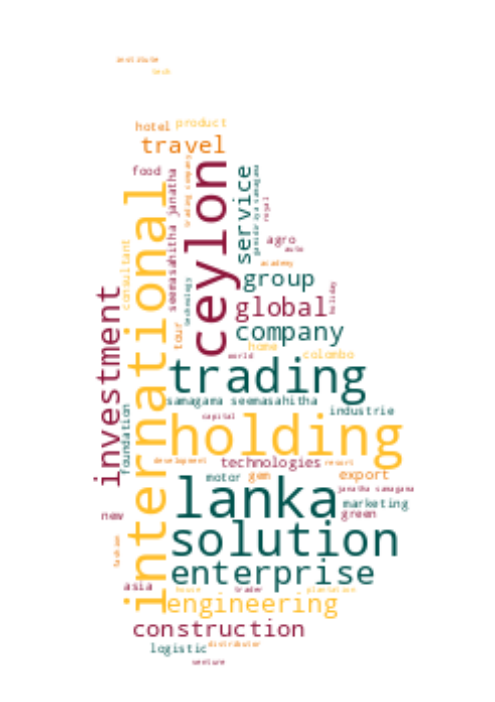 institute
tech
hotel
product
travel
food
trading company
seemasahitha janatha
international
ceylon
service
royal
agro
auto
academy
consultant
group
technology
holiday
global
tour
company
investment
home
colombo
world
trading
samagama seemasahitha
industrie
foundation
capital
holding
development
technologies
resort
motor
gem
export
lanka
janatha samagama
marketing
new
green
solution
fashion
enterprise
asia
house
trader
plantation
engineering
construction
logistic
distributor
venture